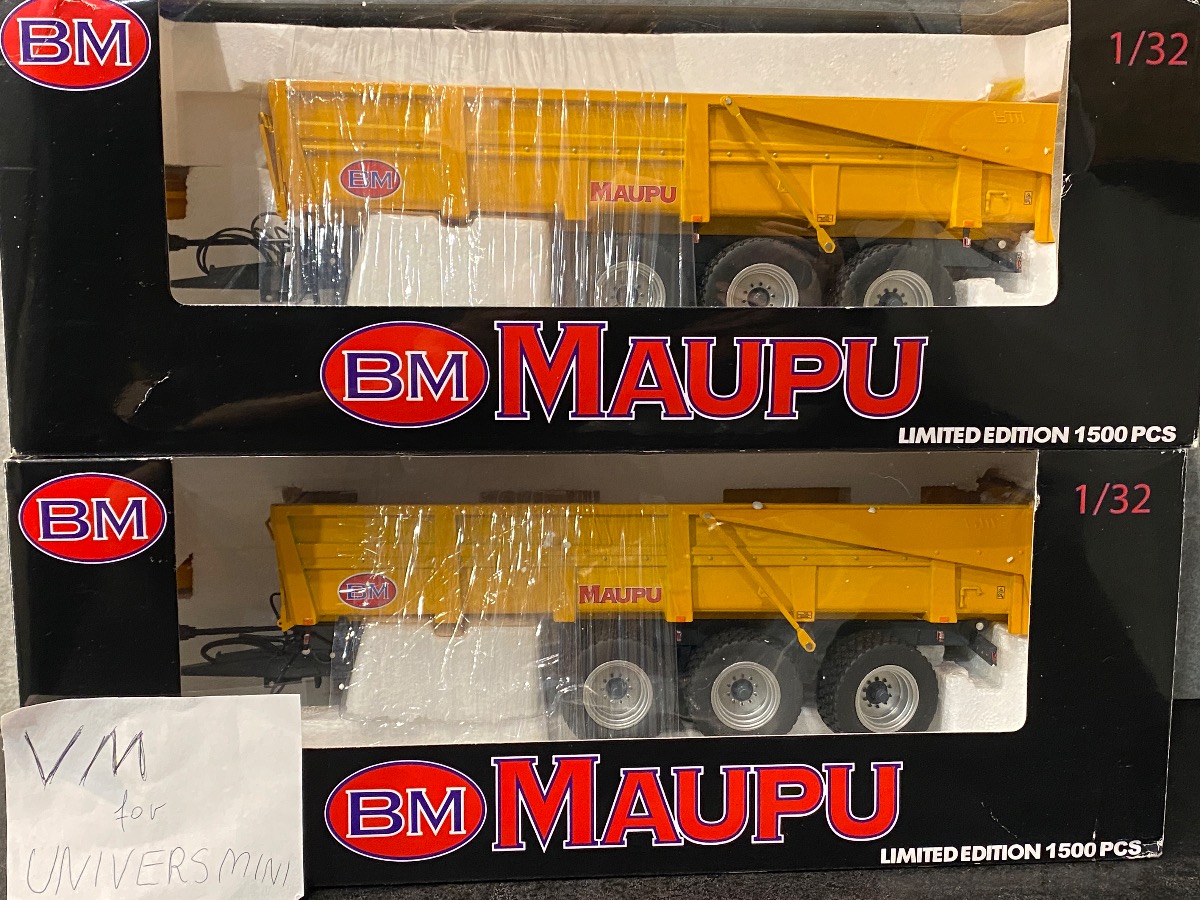 BM
1/32
BM
MAUPU
BM MAUPU
LIMITED EDITION 1500 PCS
BM
1/32
BM
MAUPU
BM MAUPU
LIMITED EDITION 1500 PCS
VM
for
UNIVERSMINI